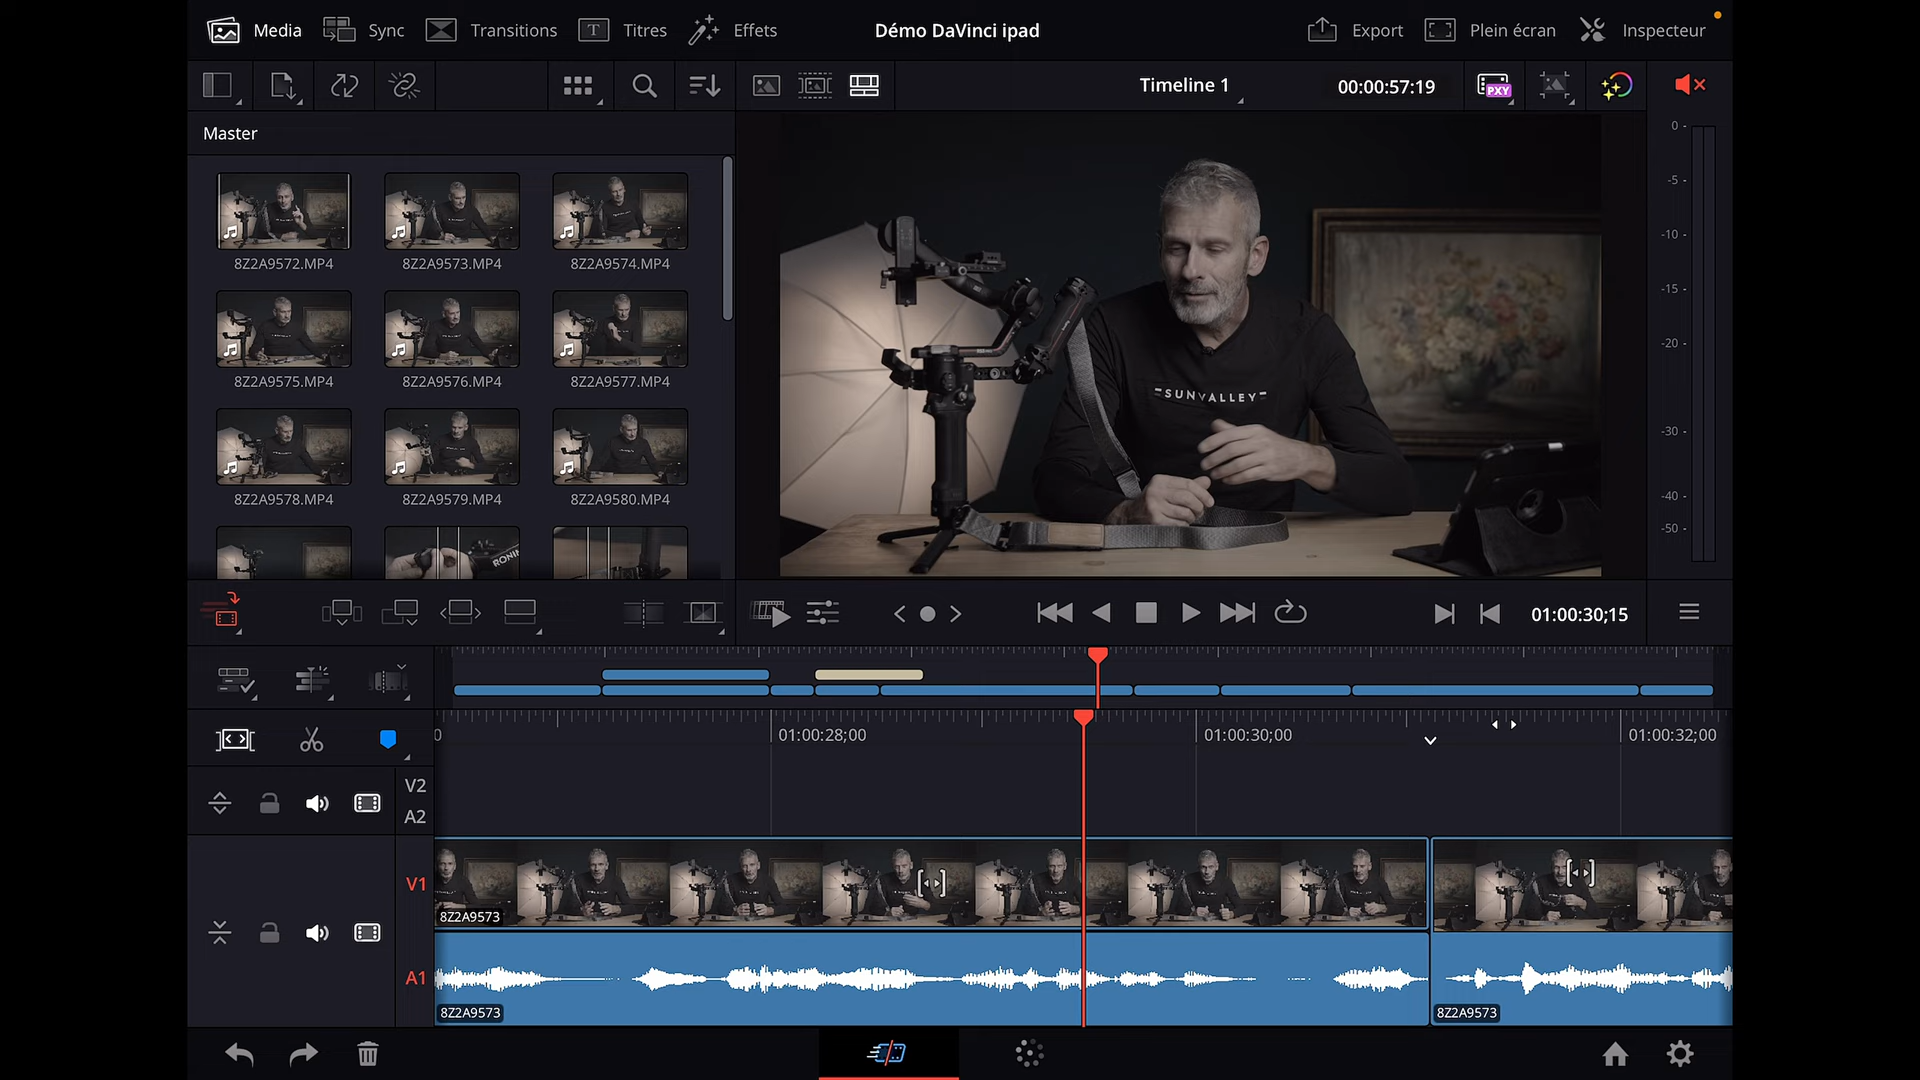 Media
Sync
Transitions
Titres
Effets
Démo DaVinci ipad
Export
Plein écran
Inspecteur
Timeline 1
00:00:57:19
PXY
Master
8Z2A9572.MP4
8Z2A9573.MP4
8Z2A9574.MP4
8Z2A9575.MP4
8Z2A9576.MP4
8Z2A9577.MP4
8Z2A9578.MP4
8Z2A9579.MP4
8Z2A9580.MP4
RONIN
SUNVALLEY
0 -
-5 -
-10 -
-15 -
-20 -
-30 -
-40 -
-50 -
01:00:30;15
0
01:00:28;00
01:00:30;00
01:00:32;00
V2
A2
V1
8Z2A9573
A1
8Z2A9573
8Z2A9573